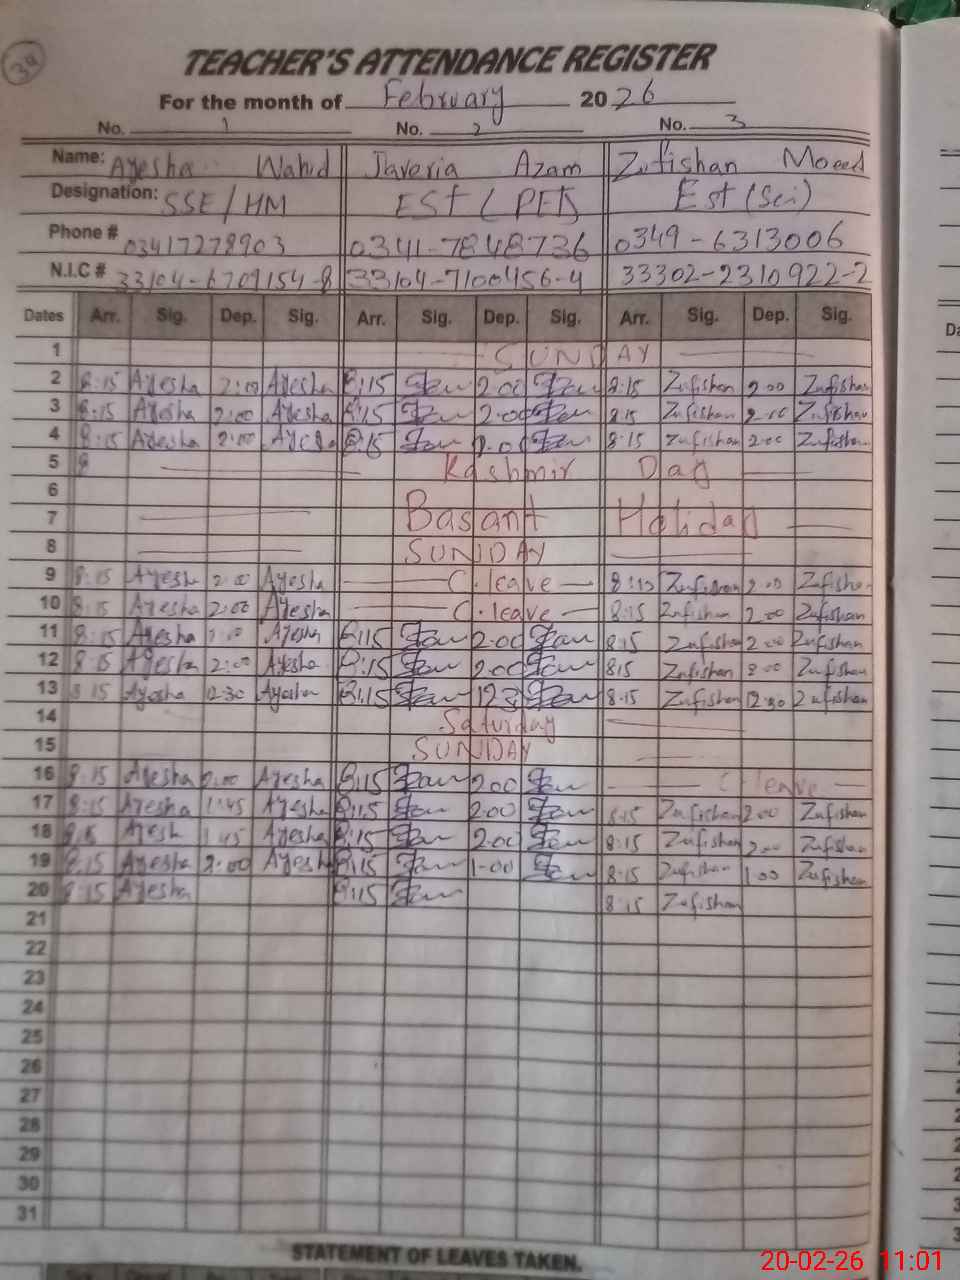 39
TEACHER'S ATTENDANCE REGISTER
For the month of February 2026
No. 1 No. 2 No. 3
Name: Ayesha Wahid Javeria Azam Zufishan Moeed
Designation: SSE/HM EST (PET) Est (Sci)
Phone # 03417278903 0341-7848736 0349-6313006
N.I.C # 33104-6709154-8 33104-7100456-4 33302-2310922-2
Dates Arr. Sig. Dep. Sig. Arr. Sig. Dep. Sig. Arr. Sig. Dep. Sig.
1 SUNDAY
2 8:15 Ayesha 2:00 Ayesha 8:15 2:00 8:15 Zufishan 2:00 Zufishan
3 8:15 Ayesha 2:00 Ayesha 8:15 2:00 8:15 Zufishan 2:00 Zufishan
4 8:15 Ayesha 2:00 Ayesha 8:15 2:00 8:15 Zufishan 2:00 Zufishan
5 8 Kashmir Day
6
7 Basant Holiday
8 SUNDAY
9 8:15 Ayesha 2:00 Ayesha C.leave Zufishan 2:00 Zufishan
10 8:15 Ayesha 2:00 Ayesha C.leave 8:15 Zufishan 2:00 Zufishan
11 8:15 Ayesha Ayesha 8:15 2:00 8:15 Zufishan 2:00 Zufishan
12 8:15 Ayesha 2:00 Ayesha 8:15 2:00 8:15 Zufishan 2:00 Zufishan
13 8:15 Ayesha 12:30 Ayesha 8:15 8:15 Zufishan 12:30 Zufishan
14 Saturday
15 SUNDAY
16 8:15 Ayesha 2:00 Ayesha 8:15 2:00 C leave
17 8:15 Ayesha 1:45 Ayesha 8:15 2:00 8:15 Zufishan 2:00 Zufishan
18 Ayesh 1:45 Ayesha 8:15 2:00 8:15 Zufishan 2:00 Zufishan
19 8:15 Ayesha Ayesha 8:15 1:00 8:15 Zufishan 1:00 Zufishan
20 8:15 Ayesha 8:15 8:15 Zufishan
21
22
23
24
25
26
27
28
29
30
31
STATEMENT OF LEAVES TAKEN.
20-02-26 11:01